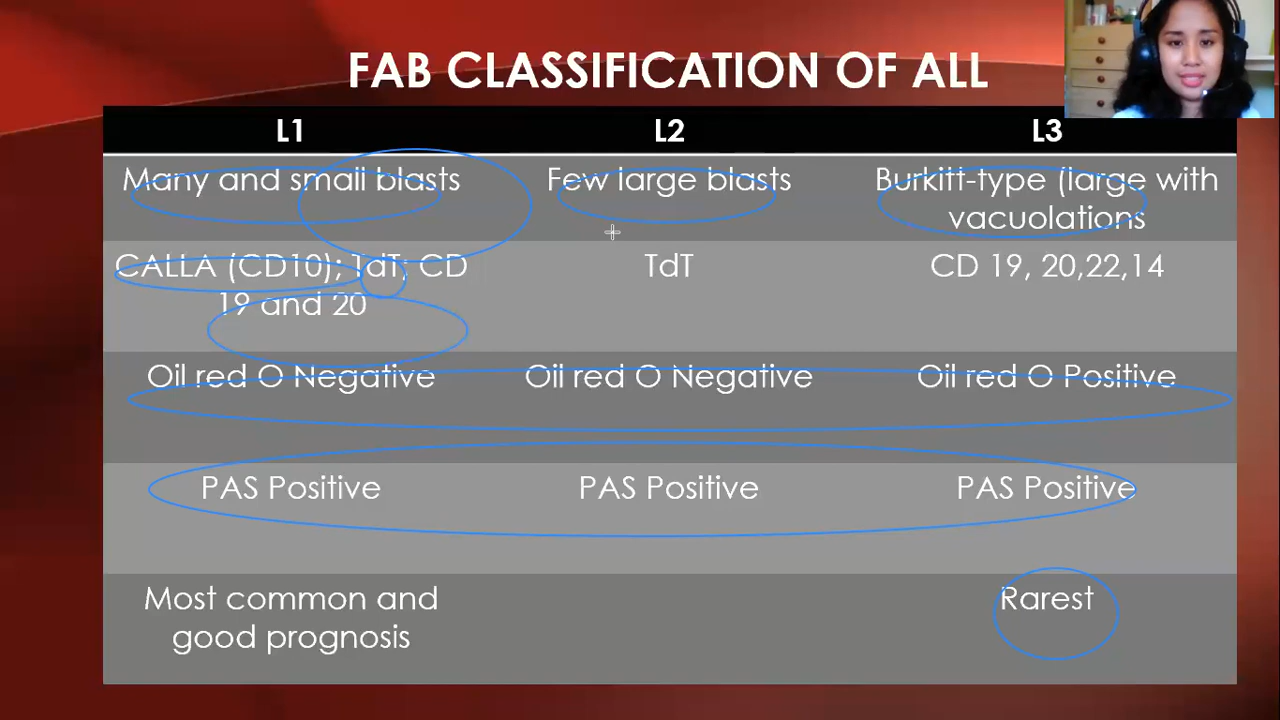 FAB CLASSIFICATION OF ALL
L1
L2
L3
Many and small blasts
Few large blasts
Burkitt-type (large with
vacuolations
CALLA (CD10); TdT; CD
19 and 20
TdT
CD 19, 20,22,14
Oil red O Negative
Oil red O Negative
Oil red O Positive
PAS Positive
PAS Positive
PAS Positive
Most common and
good prognosis
Rarest